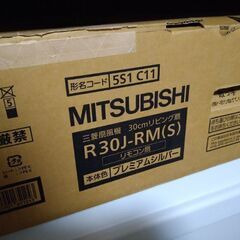 形名コード 5S1 C11
MITSUBISHI
三菱扇風機 30cmリビング扇
R30J-RM(S)
リモコン扇
本体色 プレミアムシルバー
厳禁
5